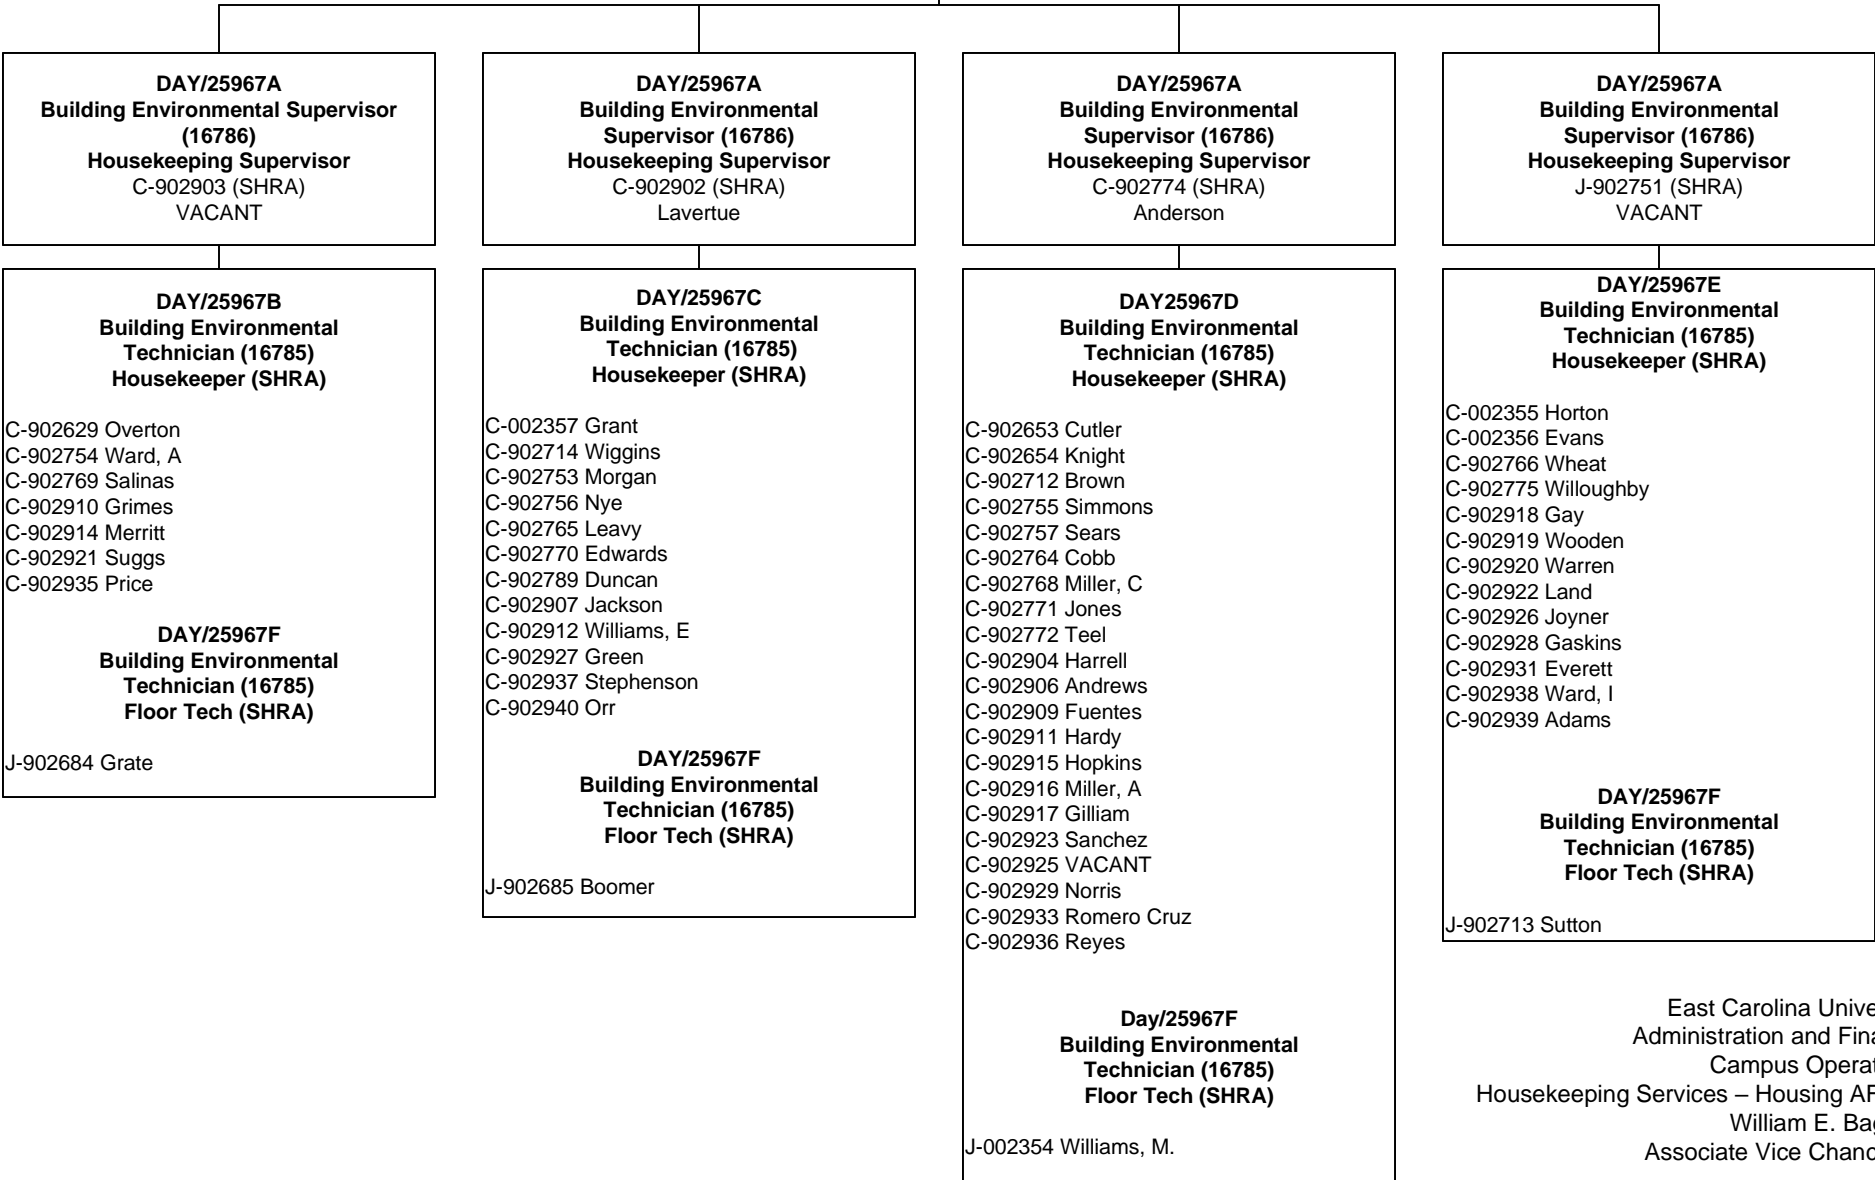 DAY/25967A
Building Environmental Supervisor
(16786)
Housekeeping Supervisor
C-902903 (SHRA)
VACANT
DAY/25967A
Building Environmental
Supervisor (16786)
Housekeeping Supervisor
C-902902 (SHRA)
Lavertue
DAY/25967A
Building Environmental
Supervisor (16786)
Housekeeping Supervisor
C-902774 (SHRA)
Anderson
DAY/25967A
Building Environmental
Supervisor (16786)
Housekeeping Supervisor
J-902751 (SHRA)
VACANT
DAY/25967B
Building Environmental
Technician (16785)
Housekeeper (SHRA)
C-902629 Overton
C-902754 Ward, A
C-902769 Salinas
C-902910 Grimes
C-902914 Merritt
C-902921 Suggs
C-902935 Price
DAY/25967F
Building Environmental
Technician (16785)
Floor Tech (SHRA)
J-902684 Grate
DAY/25967C
Building Environmental
Technician (16785)
Housekeeper (SHRA)
C-002357 Grant
C-902714 Wiggins
C-902753 Morgan
C-902756 Nye
C-902765 Leavy
C-902770 Edwards
C-902789 Duncan
C-902907 Jackson
C-902912 Williams, E
C-902927 Green
C-902937 Stephenson
C-902940 Orr
DAY/25967F
Building Environmental
Technician (16785)
Floor Tech (SHRA)
J-902685 Boomer
DAY25967D
Building Environmental
Technician (16785)
Housekeeper (SHRA)
C-902653 Cutler
C-902654 Knight
C-902712 Brown
C-902755 Simmons
C-902757 Sears
C-902764 Cobb
C-902768 Miller, C
C-902771 Jones
C-902772 Teel
C-902904 Harrell
C-902906 Andrews
C-902909 Fuentes
C-902911 Hardy
C-902915 Hopkins
C-902916 Miller, A
C-902917 Gilliam
C-902923 Sanchez
C-902925 VACANT
C-902929 Norris
C-902933 Romero Cruz
C-902936 Reyes
Day/25967F
Building Environmental
Technician (16785)
Floor Tech (SHRA)
J-002354 Williams, M.
DAY/25967E
Building Environmental
Technician (16785)
Housekeeper (SHRA)
C-002355 Horton
C-002356 Evans
C-902766 Wheat
C-902775 Willoughby
C-902918 Gay
C-902919 Wooden
C-902920 Warren
C-902922 Land
C-902926 Joyner
C-902928 Gaskins
C-902931 Everett
C-902938 Ward, I
C-902939 Adams
DAY/25967F
Building Environmental
Technician (16785)
Floor Tech (SHRA)
J-902713 Sutton
East Carolina
Administration and
Campus
Housekeeping Services – Housing
William E.
Associate Vice